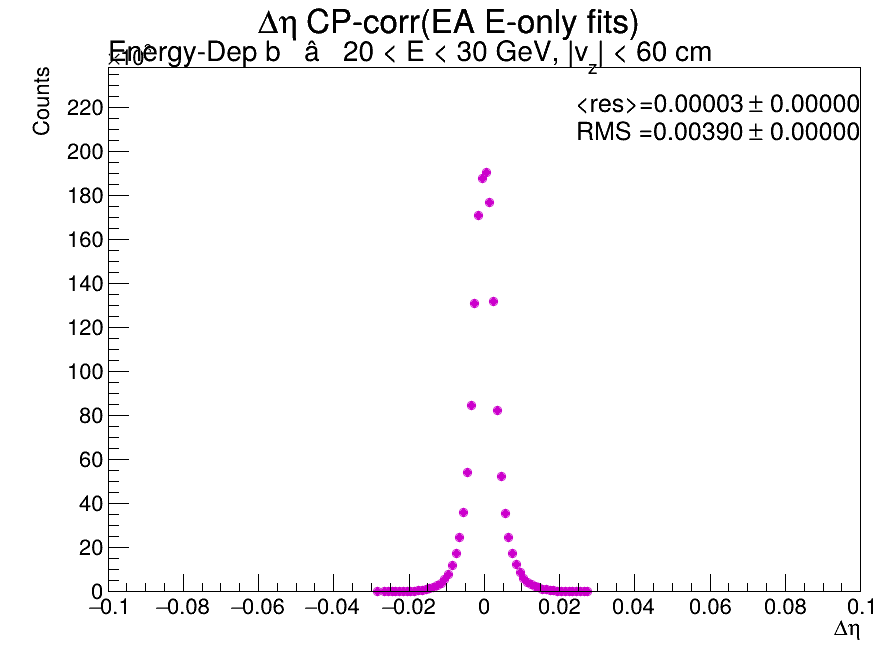 Δη CP-corr(EA E-only fits)
Energy-Dep b â 20 < E < 30 GeV, |v_z| < 60 cm
<res>=0.00003 ± 0.00000
RMS =0.00390 ± 0.00000
Counts
220
200
180
160
140
120
100
80
60
40
20
0
−0.1 −0.08 −0.06 −0.04 −0.02 0 0.02 0.04 0.06 0.08 0.1
Δη